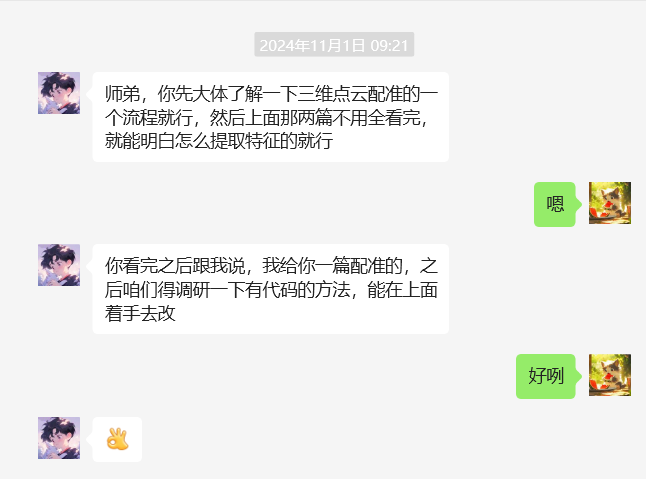 2024年11月1日 09:21
师弟，你先大体了解一下三维点云配准的一
个流程就行，然后上面那两篇不用全看完，
就能明白怎么提取特征的就行
嗯
你看完之后跟我说，我给你一篇配准的，之
后咱们得调研一下有代码的方法，能在上面
着手去改
好咧
👌